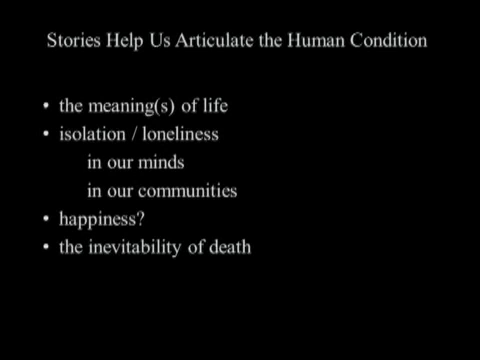 Stories Help Us Articulate the Human Condition
• the meaning(s) of life
• isolation / loneliness
in our minds
in our communities
• happiness?
• the inevitability of death